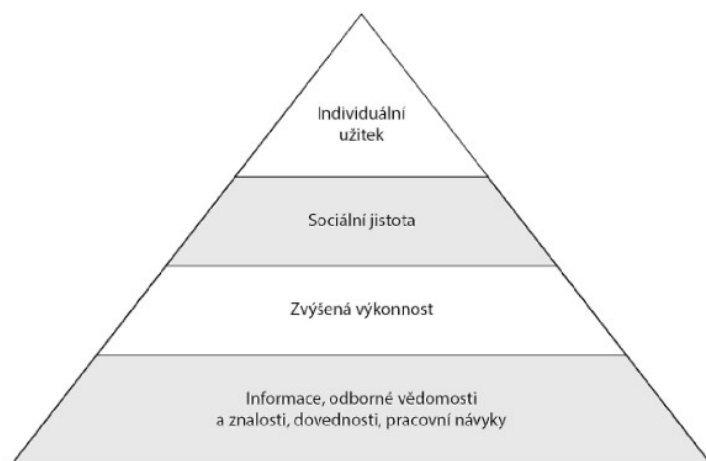 Individuální
užitek
Sociální jistota
Zvýšená výkonnost
Informace, odborné vědomosti
a znalosti, dovednosti, pracovní návyky